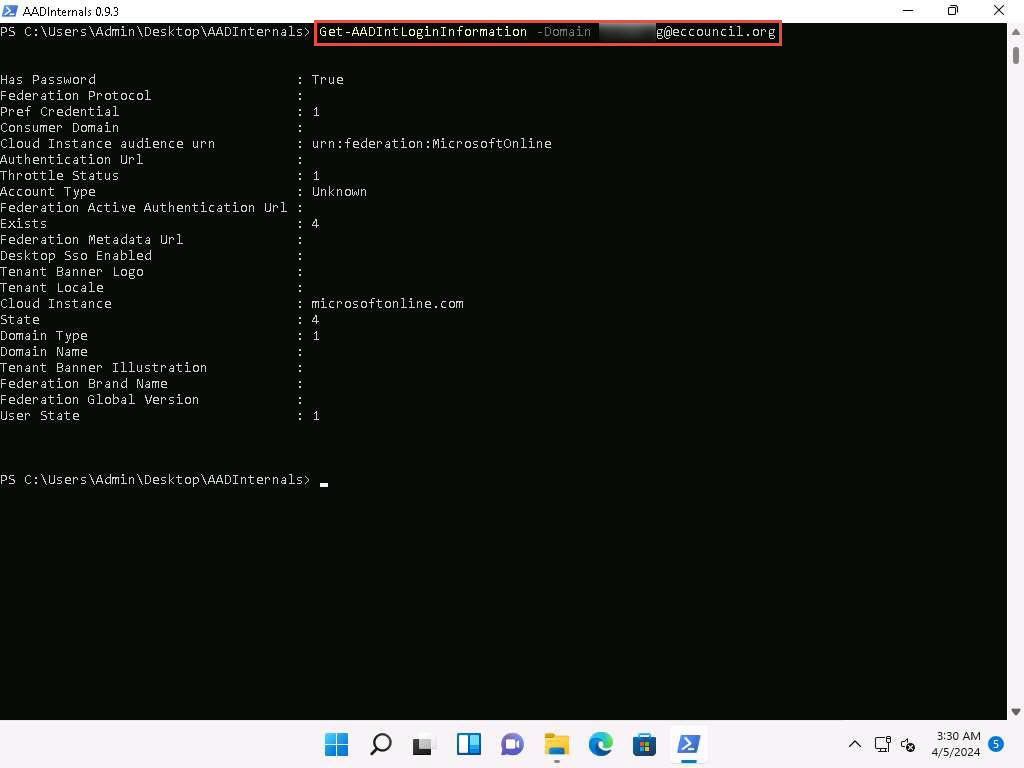 AADInternals 0.9.3
PS C:\Users\Admin\Desktop\AADInternals> Get-AADIntLoginInformation -Domain g@eccouncil.org
Has Password : True
Federation Protocol :
Pref Credential : 1
Consumer Domain :
Cloud Instance audience urn : urn:federation:MicrosoftOnline
Authentication Url :
Throttle Status : 1
Account Type : Unknown
Federation Active Authentication Url :
Exists : 4
Federation Metadata Url :
Desktop Sso Enabled :
Tenant Banner Logo :
Tenant Locale :
Cloud Instance : microsoftonline.com
State : 4
Domain Type : 1
Domain Name :
Tenant Banner Illustration :
Federation Brand Name :
Federation Global Version :
User State : 1
PS C:\Users\Admin\Desktop\AADInternals>
3:30 AM
4/5/2024
5